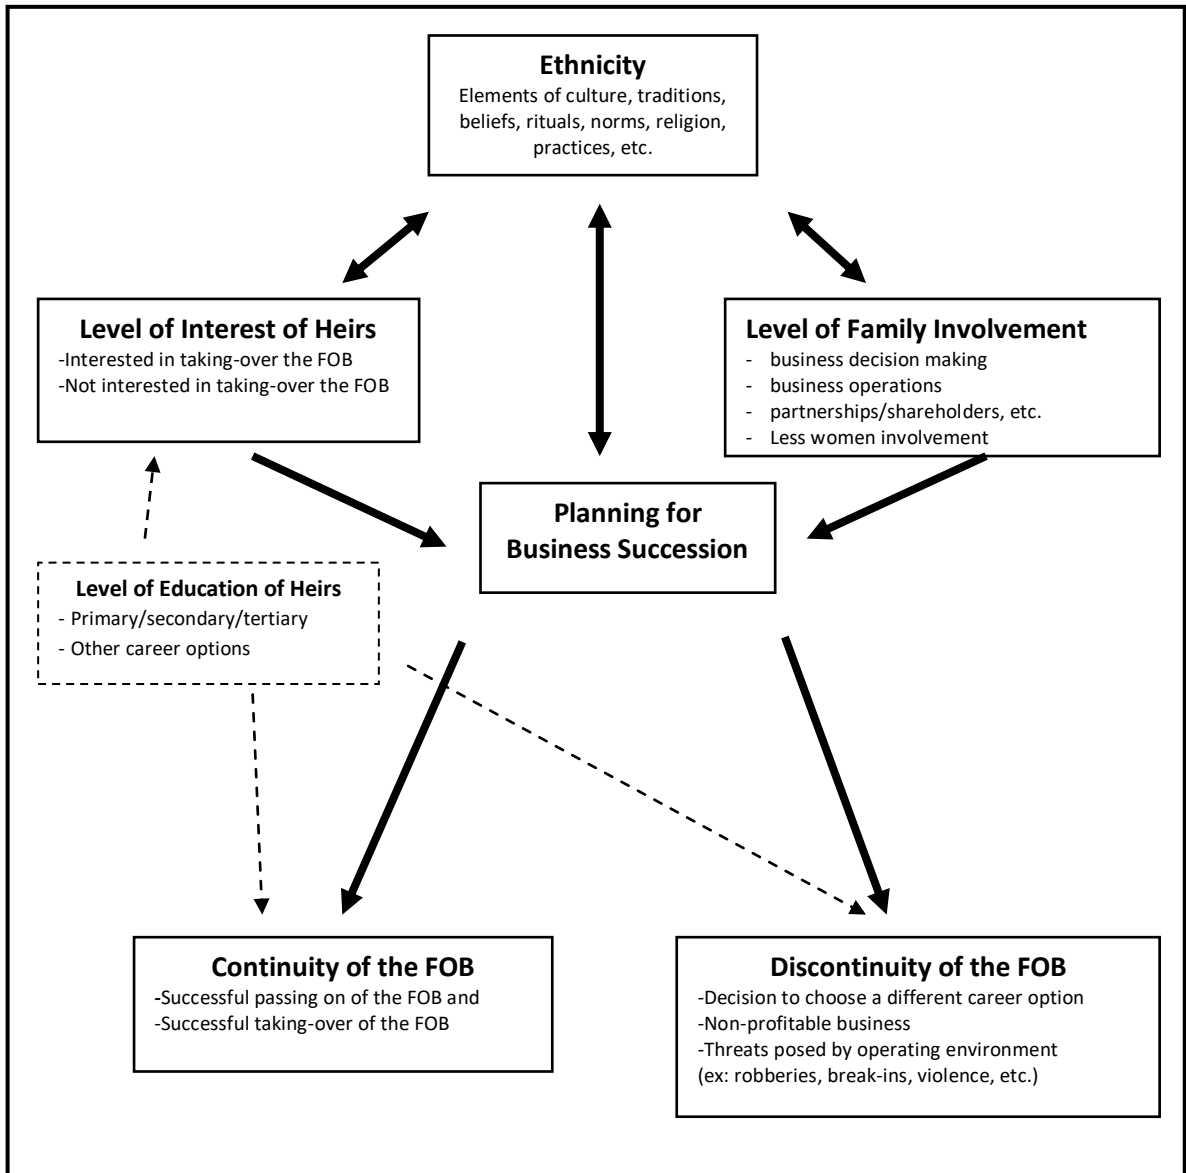 Ethnicity
Elements of culture, traditions,
beliefs, rituals, norms, religion,
practices, etc.
Level of Interest of Heirs
-Interested in taking-over the FOB
-Not interested in taking-over the FOB
Level of Family Involvement
- business decision making
- business operations
- partnerships/shareholders, etc.
- Less women involvement
Planning for
Business Succession
Level of Education of Heirs
- Primary/secondary/tertiary
- Other career options
Continuity of the FOB
-Successful passing on of the FOB and
-Successful taking-over of the FOB
Discontinuity of the FOB
-Decision to choose a different career option
-Non-profitable business
-Threats posed by operating environment
(ex: robberies, break-ins, violence, etc.)